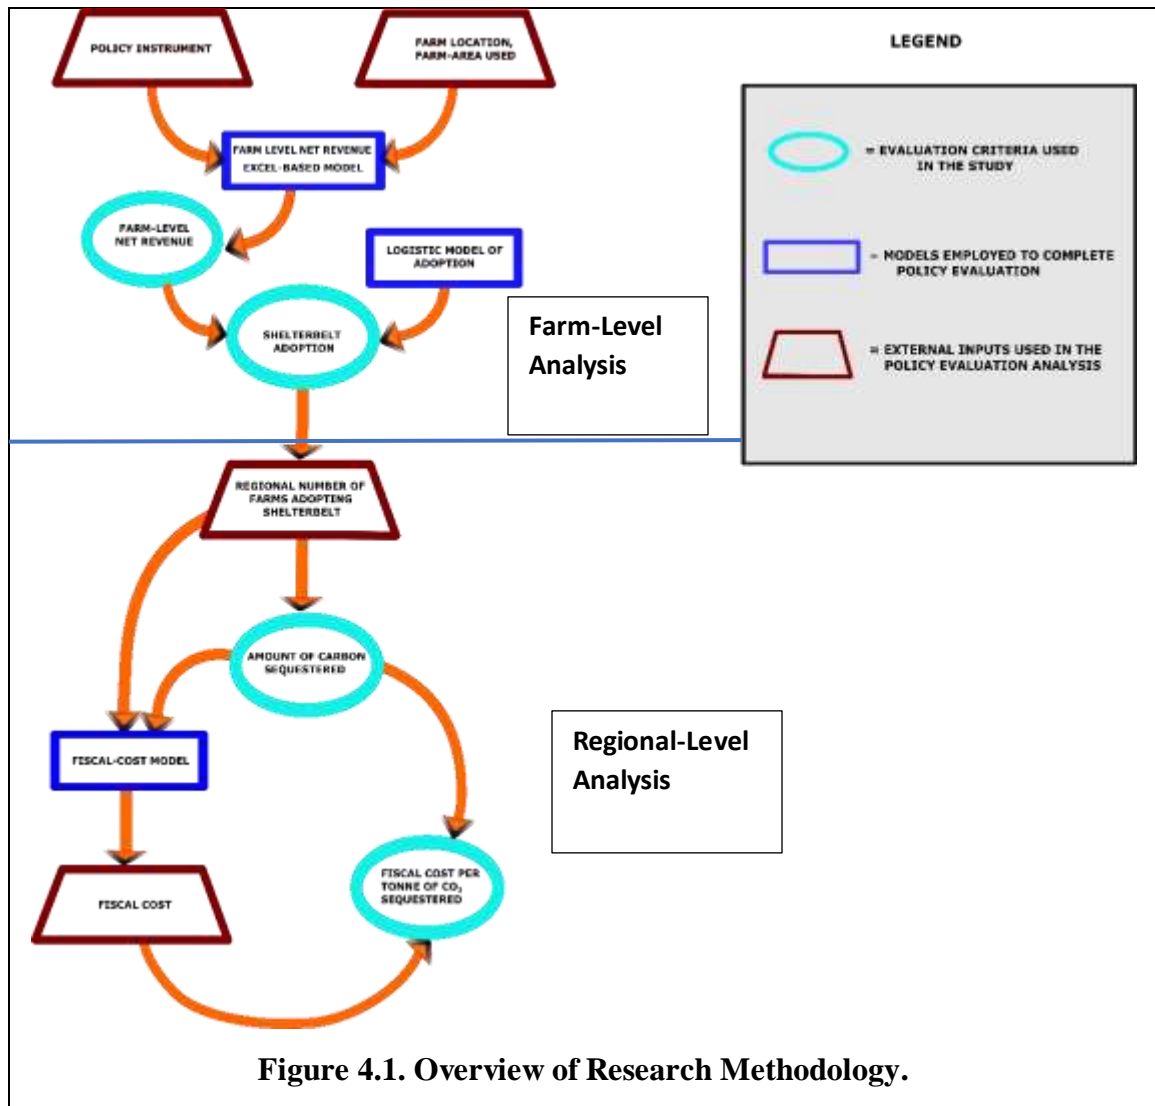 POLICY INSTRUMENT
FARM LOCATION,
FARM-AREA USED
FARM LEVEL NET REVENUE
EXCEL-BASED MODEL
FARM-LEVEL
NET REVENUE
LOGISTIC MODEL OF
ADOPTION
SHELTERBELT
ADOPTION
Farm-Level
Analysis
LEGEND
= EVALUATION CRITERIA USED
IN THE STUDY
= MODELS EMPLOYED TO COMPLETE
POLICY EVALUATION
= EXTERNAL INPUTS USED IN THE
POLICY EVALUATION ANALYSIS
REGIONAL NUMBER OF
FARMS ADOPTING
SHELTERBELT
AMOUNT OF CARBON
SEQUESTERED
FISCAL-COST MODEL
Regional-Level
Analysis
FISCAL COST
FISCAL COST PER
TONNE OF CO₂
SEQUESTERED
Figure 4.1. Overview of Research Methodology.